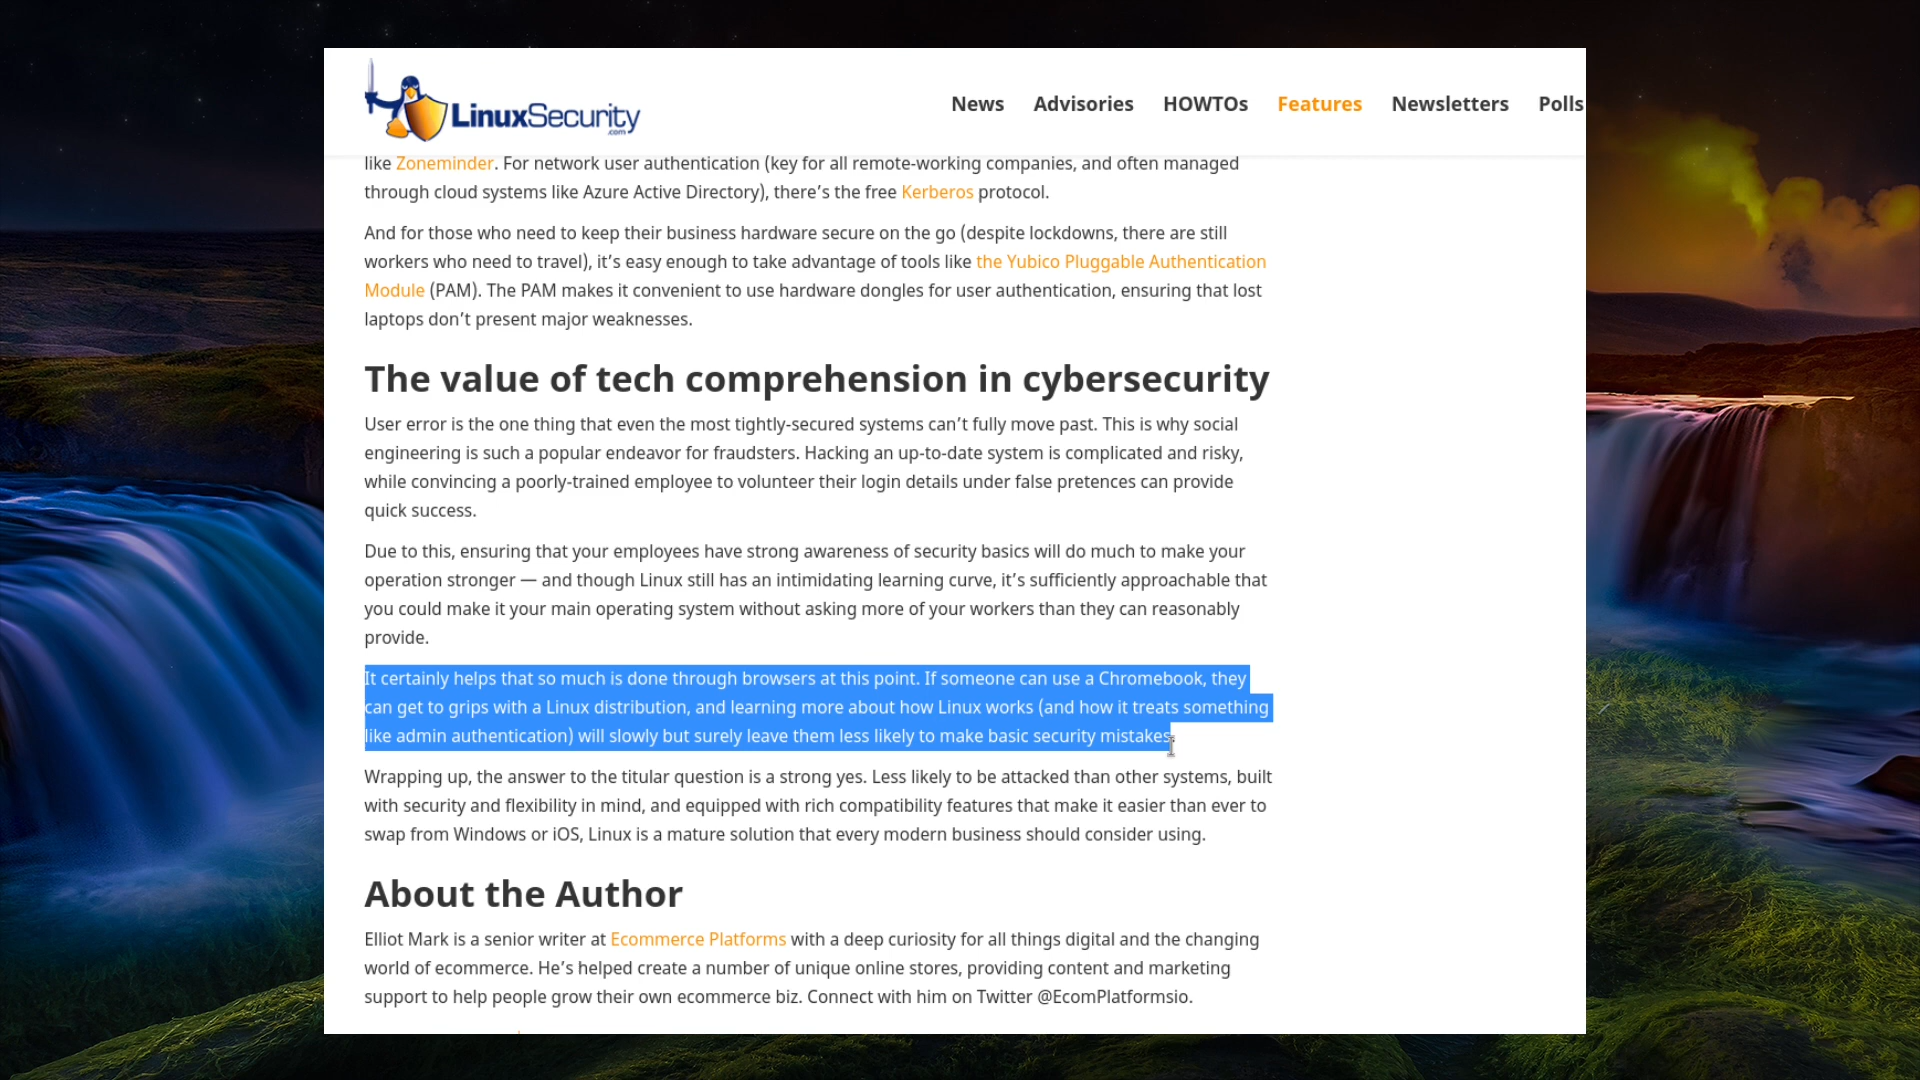 LinuxSecurity
.com
News Advisories HOWTOs Features Newsletters Polls
like Zoneminder. For network user authentication (key for all remote-working companies, and often managed
through cloud systems like Azure Active Directory), there’s the free Kerberos protocol.
And for those who need to keep their business hardware secure on the go (despite lockdowns, there are still
workers who need to travel), it’s easy enough to take advantage of tools like the Yubico Pluggable Authentication
Module (PAM). The PAM makes it convenient to use hardware dongles for user authentication, ensuring that lost
laptops don’t present major weaknesses.
The value of tech comprehension in cybersecurity
User error is the one thing that even the most tightly-secured systems can’t fully move past. This is why social
engineering is such a popular endeavor for fraudsters. Hacking an up-to-date system is complicated and risky,
while convincing a poorly-trained employee to volunteer their login details under false pretences can provide
quick success.
Due to this, ensuring that your employees have strong awareness of security basics will do much to make your
operation stronger — and though Linux still has an intimidating learning curve, it’s sufficiently approachable that
you could make it your main operating system without asking more of your workers than they can reasonably
provide.
It certainly helps that so much is done through browsers at this point. If someone can use a Chromebook, they
can get to grips with a Linux distribution, and learning more about how Linux works (and how it treats something
like admin authentication) will slowly but surely leave them less likely to make basic security mistakes.
Wrapping up, the answer to the titular question is a strong yes. Less likely to be attacked than other systems, built
with security and flexibility in mind, and equipped with rich compatibility features that make it easier than ever to
swap from Windows or iOS, Linux is a mature solution that every modern business should consider using.
About the Author
Elliot Mark is a senior writer at Ecommerce Platforms with a deep curiosity for all things digital and the changing
world of ecommerce. He’s helped create a number of unique online stores, providing content and marketing
support to help people grow their own ecommerce biz. Connect with him on Twitter @EcomPlatformsio.